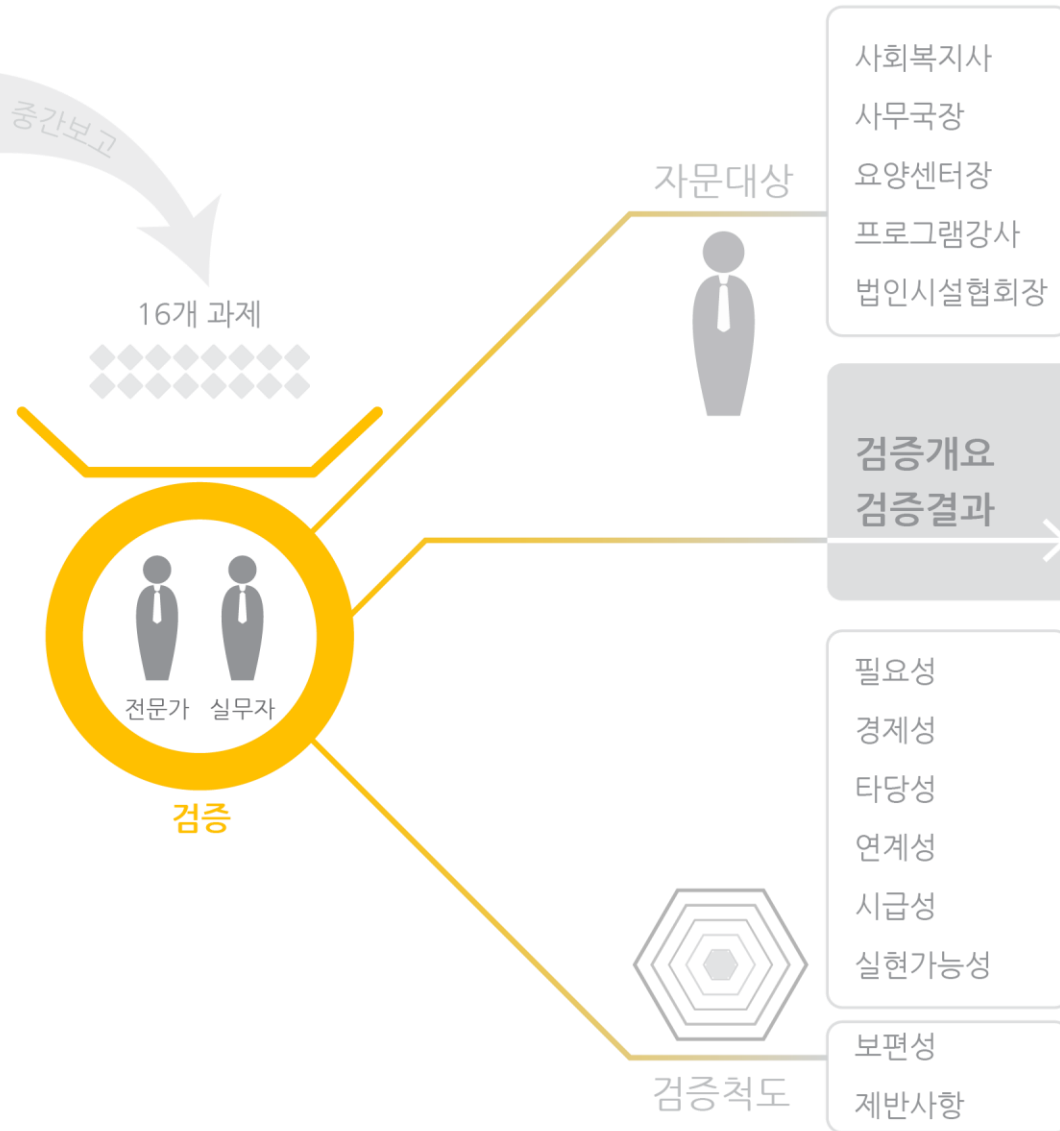 중간보고
16개 과제
전문가 실무자
검증
자문대상
사회복지사
사무국장
요양센터장
프로그램강사
법인시설협회장
검증개요
검증결과
필요성
경제성
타당성
연계성
시급성
실현가능성
보편성
제반사항
검증척도